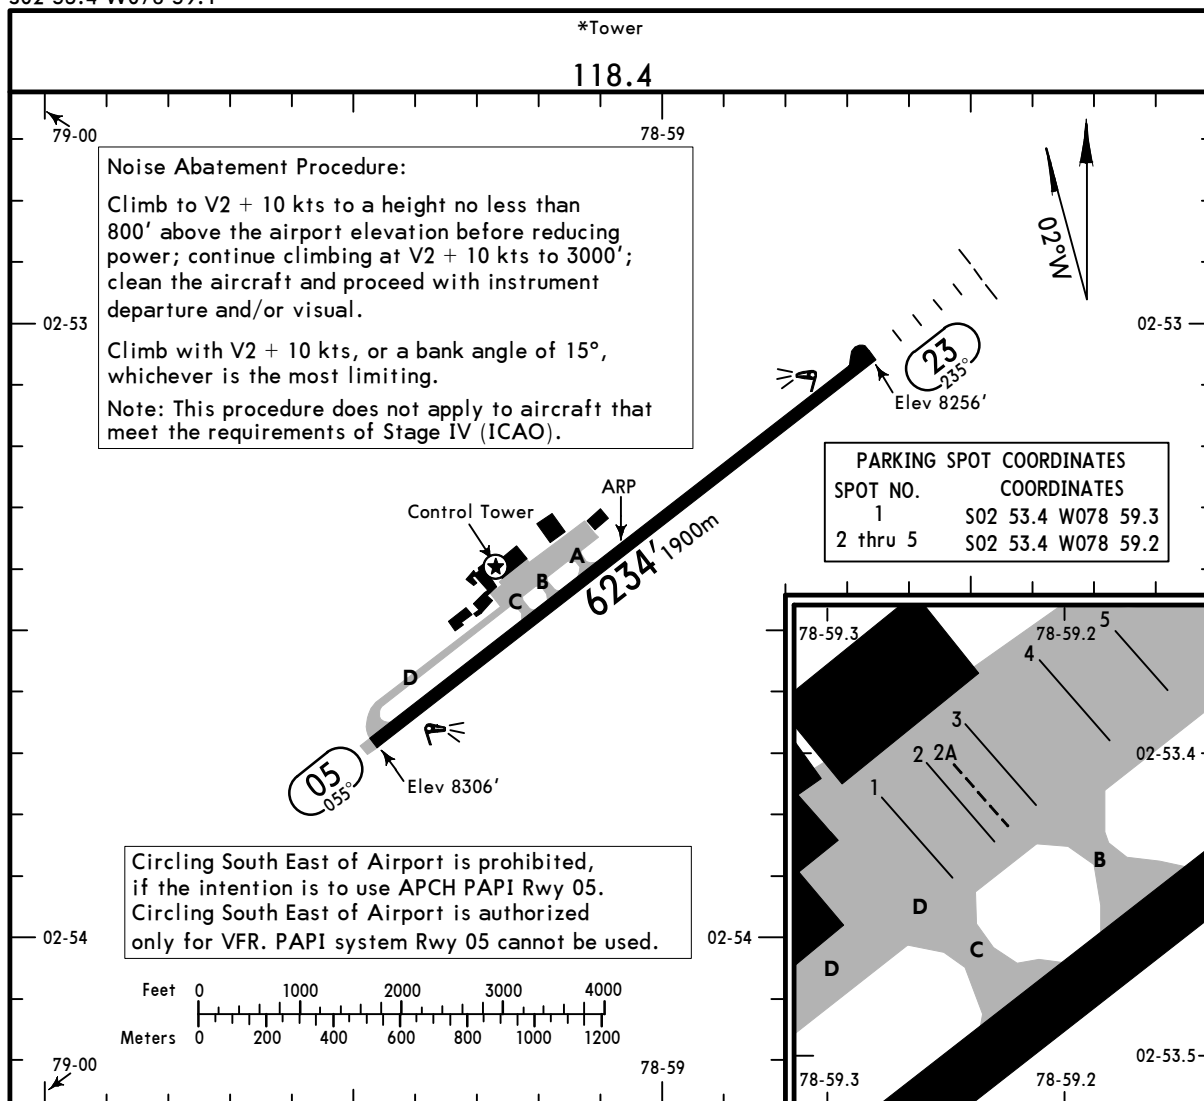 *Tower
118.4
79-00
78-59
Noise Abatement Procedure:
Climb to V2 + 10 kts to a height no less than
800' above the airport elevation before reducing
power; continue climbing at V2 + 10 kts to 3000';
clean the aircraft and proceed with instrument
departure and/or visual.
Climb with V2 + 10 kts, or a bank angle of 15°,
whichever is the most limiting.
Note: This procedure does not apply to aircraft that
meet the requirements of Stage IV (ICAO).
02°W
02-53
02-53
23
235°
Elev 8256'
PARKING SPOT COORDINATES
SPOT NO. COORDINATES
1 S02 53.4 W078 59.3
2 thru 5 S02 53.4 W078 59.2
ARP
Control Tower
6234' 1900m
A
B
C
D
05
055°
Elev 8306'
78-59.3
78-59.2
5
4
3
2 2A
1
02-53.4
B
D
C
D
02-53.5
78-59.3
78-59.2
Circling South East of Airport is prohibited,
if the intention is to use APCH PAPI Rwy 05.
Circling South East of Airport is authorized
only for VFR. PAPI system Rwy 05 cannot be used.
02-54
02-54
Feet 0 1000 2000 3000 4000
Meters 0 200 400 600 800 1000 1200
79-00
78-59